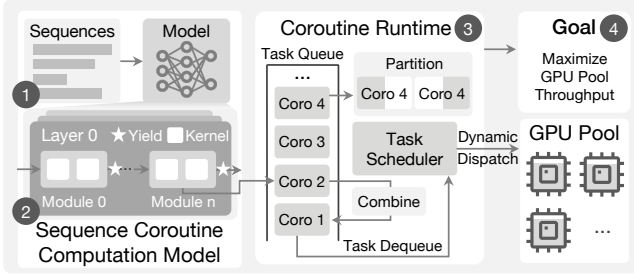 Sequences
Model
1
Layer 0
Yield
Kernel
...
Module 0
Module n
2
Sequence Coroutine
Computation Model
Coroutine Runtime
3
Task Queue
...
Coro 4
Coro 3
Coro 2
Coro 1
Partition
Coro 4
Coro 4
Task
Scheduler
Combine
Task Dequeue
Dynamic
Dispatch
Goal
4
Maximize
GPU Pool
Throughput
GPU Pool
...